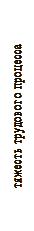 тяжесть трудового процесса